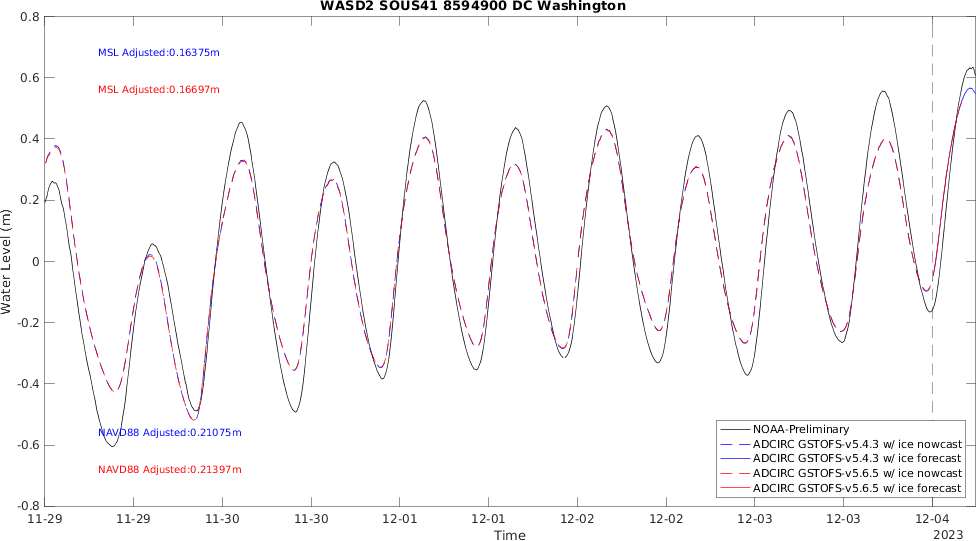 WASD2 SOUS41 8594900 DC Washington
0.8
0.6
0.4
0.2
0
-0.2
-0.4
-0.6
-0.8
Water Level (m)
MSL Adjusted:0.16375m
MSL Adjusted:0.16697m
NAVD88 Adjusted:0.21075m
NAVD88 Adjusted:0.21397m
NOAA-Preliminary
ADCIRC GSTOFS-v5.4.3 w/ ice nowcast
ADCIRC GSTOFS-v5.4.3 w/ ice forecast
ADCIRC GSTOFS-v5.6.5 w/ ice nowcast
ADCIRC GSTOFS-v5.6.5 w/ ice forecast
11-29 11-29 11-30 11-30 12-01 12-01 12-02 12-02 12-03 12-03 12-04
Time
2023